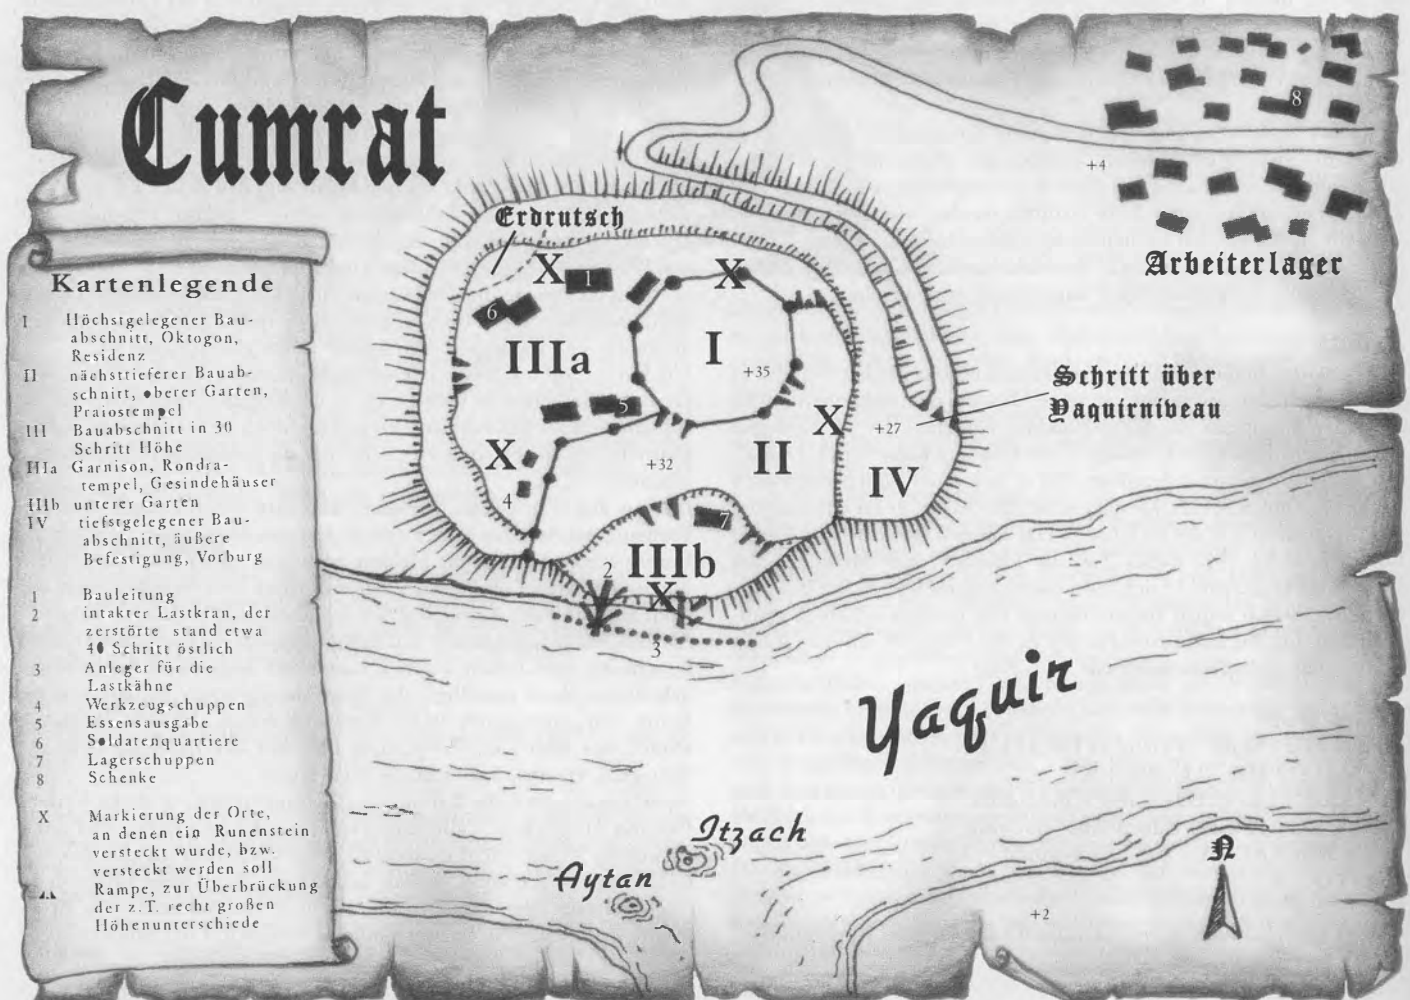 Cumrat
Kartenlegende
I Höchstgelegener Bau-
abschnitt, Oktogon,
Residenz
II nächsttieferer Bauab-
schnitt, oberer Garten,
Praiostempel
III Bauabschnitt in 30
Schritt Höhe
IIIa Garnison, Rondra-
tempel, Gesindehäuser
IIIb unterer Garten
IV tiefstgelegener Bau-
abschnitt, äußere
Befestigung, Vorburg
1 Bauleitung
2 intakter Lastkran, der
zerstörte stand etwa
40 Schritt östlich
3 Anleger für die
Lastkähne
4 Werkzeugschuppen
5 Essensausgabe
6 Soldatenquartiere
7 Lagerschuppen
8 Schenke
X Markierung der Orte,
an denen ein Runenstein
versteckt wurde, bzw.
versteckt werden soll
Rampe, zur Überbrückung
der z.T. recht großen
Höhenunterschiede
8
+4
Arbeiterlager
Erdrutsch
X 1 X
6
IIIa I
+35
Schritt über
Yaquirniveau
5
X +27
X +32 II
IV
4
7
IIIb
2
X
3
Yaquir
Itzach
Aytan
N
+2